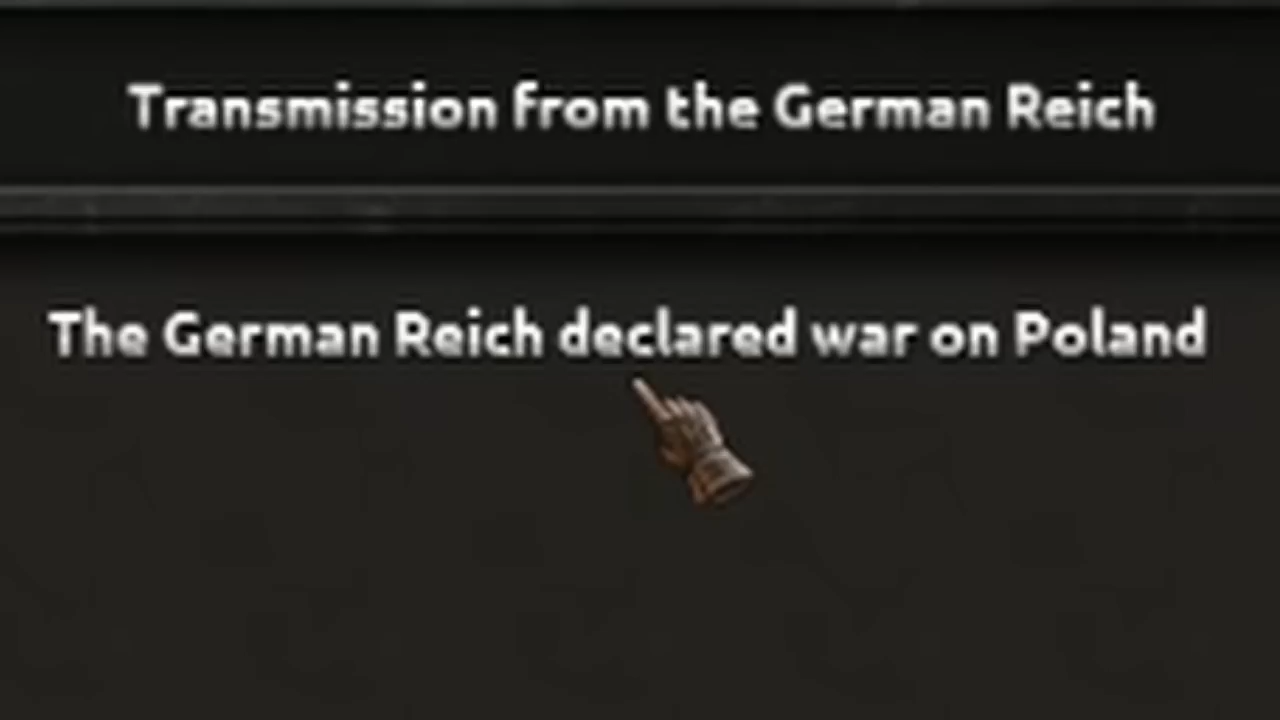 Transmission from the German Reich
The German Reich declared war on Poland